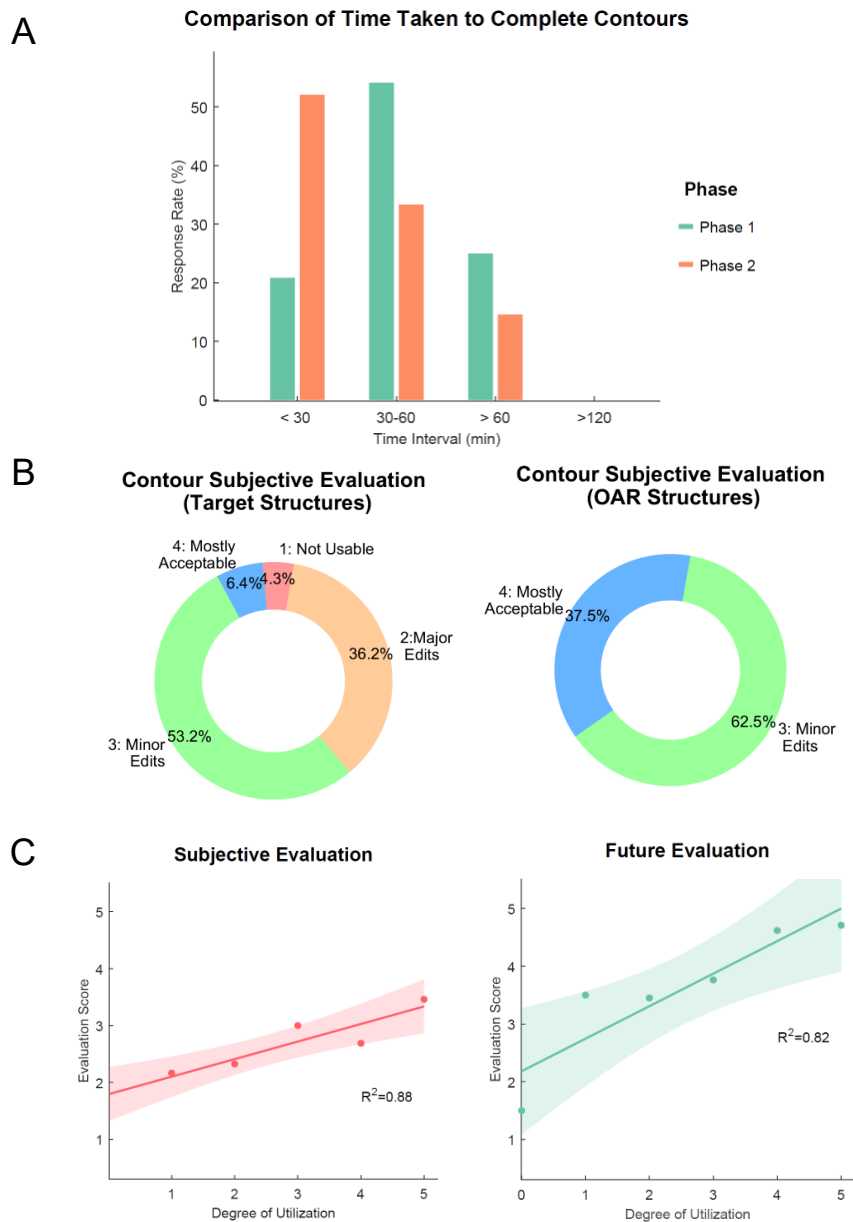 A
Comparison of Time Taken to Complete Contours
50
40
30
20
10
0
Response Rate (%)
< 30
30-60
> 60
>120
Time Interval (min)
Phase
Phase 1
Phase 2
B
Contour Subjective Evaluation
(Target Structures)
4: Mostly
Acceptable
1: Not Usable
6.4%
4.3%
36.2%
2:Major
Edits
53.2%
3: Minor
Edits
Contour Subjective Evaluation
(OAR Structures)
4: Mostly
Acceptable
37.5%
62.5%
3: Minor
Edits
C
Subjective Evaluation
5
4
3
2
1
Evaluation Score
R²=0.88
1
2
3
4
5
Degree of Utilization
Future Evaluation
5
4
3
2
1
Evaluation Score
R²=0.82
0
1
2
3
4
5
Degree of Utilization